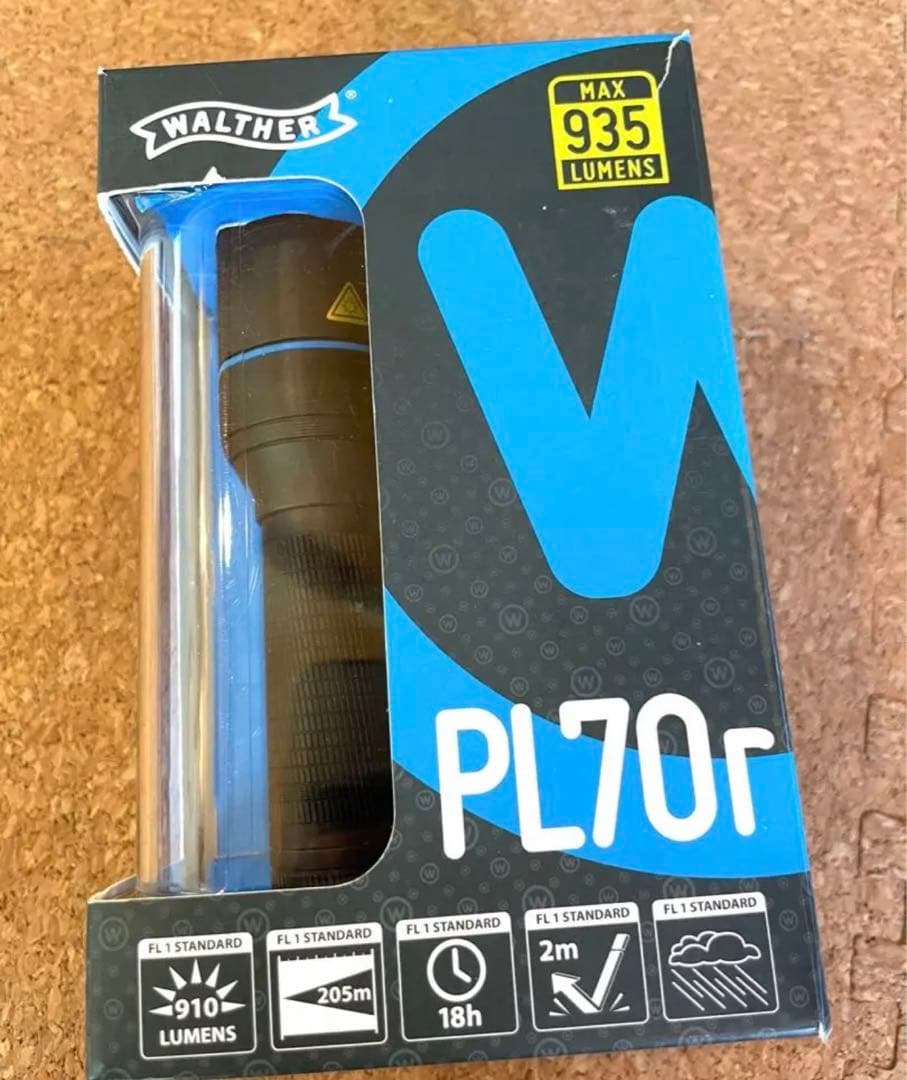 WALTHER®
MAX
935
LUMENS
W
PL70r
FL 1 STANDARD
910
LUMENS
FL 1 STANDARD
205m
FL 1 STANDARD
18h
FL 1 STANDARD
2m
FL 1 STANDARD